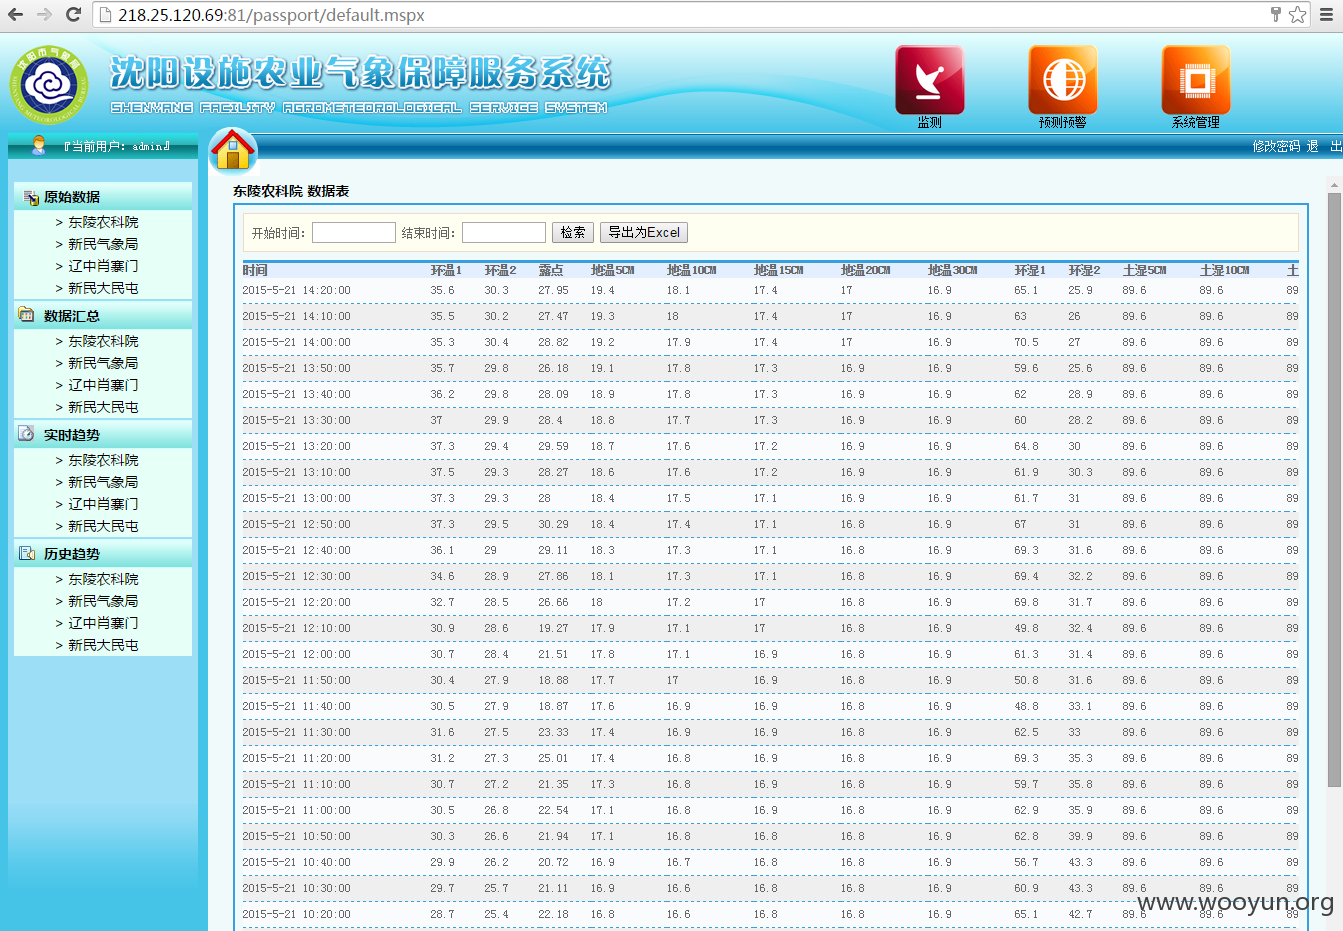 218.25.120.69:81/passport/default.mspx
沈阳设施农业气象保障服务系统
SHENYANG FACILITY AGROMETEOROLOGICAL SERVICE SYSTEM
监测 预测预警 系统管理
『当前用户：admin』
修改密码 退 出
原始数据
> 东陵农科院
> 新民气象局
> 辽中肖寨门
> 新民大民屯
数据汇总
> 东陵农科院
> 新民气象局
> 辽中肖寨门
> 新民大民屯
实时趋势
> 东陵农科院
> 新民气象局
> 辽中肖寨门
> 新民大民屯
历史趋势
> 东陵农科院
> 新民气象局
> 辽中肖寨门
> 新民大民屯
东陵农科院 数据表
开始时间： 结束时间： 检索 导出为Excel
时间 环温1 环温2 露点 地温5CM 地温10CM 地温15CM 地温20CM 地温30CM 环湿1 环湿2 土湿5CM 土湿10CM 土
2015-5-21 14:20:00 35.6 30.3 27.95 19.4 18.1 17.4 17 16.9 65.1 25.9 89.6 89.6 89
2015-5-21 14:10:00 35.5 30.2 27.47 19.3 18 17.4 17 16.9 63 26 89.6 89.6 89
2015-5-21 14:00:00 35.3 30.4 28.82 19.2 17.9 17.4 17 16.9 70.5 27 89.6 89.6 89
2015-5-21 13:50:00 35.7 29.8 26.18 19.1 17.8 17.3 16.9 16.9 59.6 25.6 89.6 89.6 89
2015-5-21 13:40:00 36.2 29.8 28.09 18.9 17.8 17.3 16.9 16.9 62 28.9 89.6 89.6 89
2015-5-21 13:30:00 37 29.9 28.4 18.8 17.7 17.3 16.9 16.9 60 28.2 89.6 89.6 89
2015-5-21 13:20:00 37.3 29.4 29.59 18.7 17.6 17.2 16.9 16.9 64.8 30 89.6 89.6 89
2015-5-21 13:10:00 37.5 29.3 28.27 18.6 17.6 17.2 16.9 16.9 61.9 30.3 89.6 89.6 89
2015-5-21 13:00:00 37.3 29.3 28 18.4 17.5 17.1 16.9 16.9 61.7 31 89.6 89.6 89
2015-5-21 12:50:00 37.3 29.5 30.29 18.4 17.4 17.1 16.8 16.9 67 31 89.6 89.6 89
2015-5-21 12:40:00 36.1 29 29.11 18.3 17.3 17.1 16.8 16.9 69.3 31.6 89.6 89.6 89
2015-5-21 12:30:00 34.6 28.9 27.86 18.1 17.3 17.1 16.8 16.9 69.4 32.2 89.6 89.6 89
2015-5-21 12:20:00 32.7 28.5 26.66 18 17.2 17 16.8 16.9 69.8 31.7 89.6 89.6 89
2015-5-21 12:10:00 30.9 28.6 19.27 17.9 17.1 17 16.8 16.9 49.8 32.4 89.6 89.6 89
2015-5-21 12:00:00 30.7 28.4 21.51 17.8 17.1 16.9 16.8 16.9 61.3 31.4 89.6 89.6 89
2015-5-21 11:50:00 30.4 27.9 18.88 17.7 17 16.9 16.8 16.9 50.8 31.6 89.6 89.6 89
2015-5-21 11:40:00 30.5 27.9 18.87 17.6 16.9 16.9 16.8 16.9 48.8 33.1 89.6 89.6 89
2015-5-21 11:30:00 31.6 27.5 23.33 17.4 16.9 16.9 16.8 16.9 62.5 33 89.6 89.6 89
2015-5-21 11:20:00 31.2 27.3 25.01 17.4 16.8 16.9 16.8 16.9 69.3 35.3 89.6 89.6 89
2015-5-21 11:10:00 30.7 27.2 21.35 17.3 16.8 16.9 16.8 16.9 59.7 35.8 89.6 89.6 89
2015-5-21 11:00:00 30.5 26.8 22.54 17.1 16.8 16.9 16.8 16.9 62.9 35.9 89.6 89.6 89
2015-5-21 10:50:00 30.3 26.6 21.94 17.1 16.8 16.8 16.8 16.9 62.8 39.9 89.6 89.6 89
2015-5-21 10:40:00 29.9 26.2 20.72 16.9 16.7 16.8 16.8 16.9 56.7 43.3 89.6 89.6 89
2015-5-21 10:30:00 29.7 25.7 21.11 16.9 16.6 16.8 16.8 16.9 60.9 43.3 89.6 89.6 89
2015-5-21 10:20:00 28.7 25.4 22.18 16.8 16.6 16.8 16.8 16.9 65.1 42.7 89.6 89.6 89
www.wooyun.org